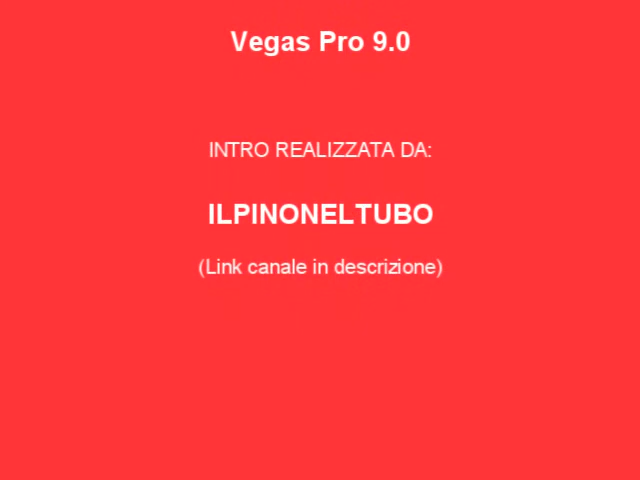 Vegas Pro 9.0
INTRO REALIZZATA DA:
ILPINONELTUBO
(Link canale in descrizione)